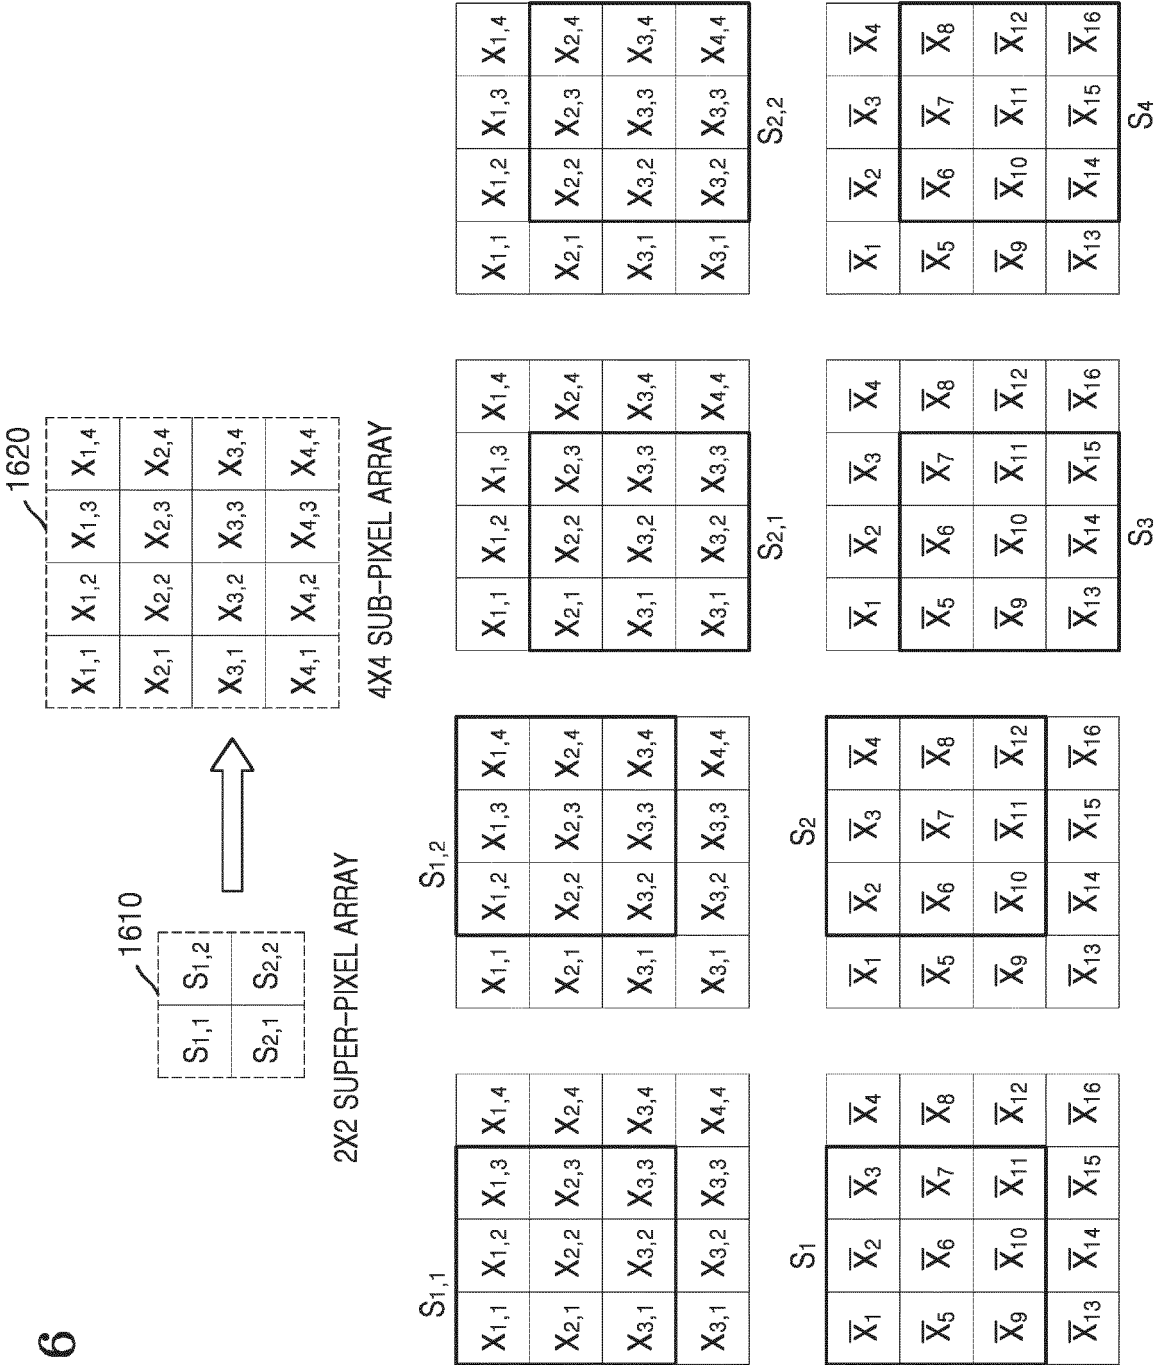 6
1610
S1,1 S1,2
S2,1 S2,2
2X2 SUPER-PIXEL ARRAY
1620
X1,1 X1,2 X1,3 X1,4
X2,1 X2,2 X2,3 X2,4
X3,1 X3,2 X3,3 X3,4
X4,1 X4,2 X4,3 X4,4
4X4 SUB-PIXEL ARRAY
S1,1
X1,1 X1,2 X1,3 X1,4
X2,1 X2,2 X2,3 X2,4
X3,1 X3,2 X3,3 X3,4
X3,1 X3,2 X3,3 X4,4
S1,2
X1,1 X1,2 X1,3 X1,4
X2,1 X2,2 X2,3 X2,4
X3,1 X3,2 X3,3 X3,4
X3,1 X3,2 X3,3 X4,4
X1,1 X1,2 X1,3 X1,4
X2,1 X2,2 X2,3 X2,4
X3,1 X3,2 X3,3 X3,4
X3,1 X3,2 X3,3 X4,4
S2,1
X1,1 X1,2 X1,3 X1,4
X2,1 X2,2 X2,3 X2,4
X3,1 X3,2 X3,3 X3,4
X3,1 X3,2 X3,3 X4,4
S2,2
S1
X̅1 X̅2 X̅3 X̅4
X̅5 X̅6 X̅7 X̅8
X̅9 X̅10 X̅11 X̅12
X̅13 X̅14 X̅15 X̅16
S2
X̅1 X̅2 X̅3 X̅4
X̅5 X̅6 X̅7 X̅8
X̅9 X̅10 X̅11 X̅12
X̅13 X̅14 X̅15 X̅16
X̅1 X̅2 X̅3 X̅4
X̅5 X̅6 X̅7 X̅8
X̅9 X̅10 X̅11 X̅12
X̅13 X̅14 X̅15 X̅16
S3
X̅1 X̅2 X̅3 X̅4
X̅5 X̅6 X̅7 X̅8
X̅9 X̅10 X̅11 X̅12
X̅13 X̅14 X̅15 X̅16
S4